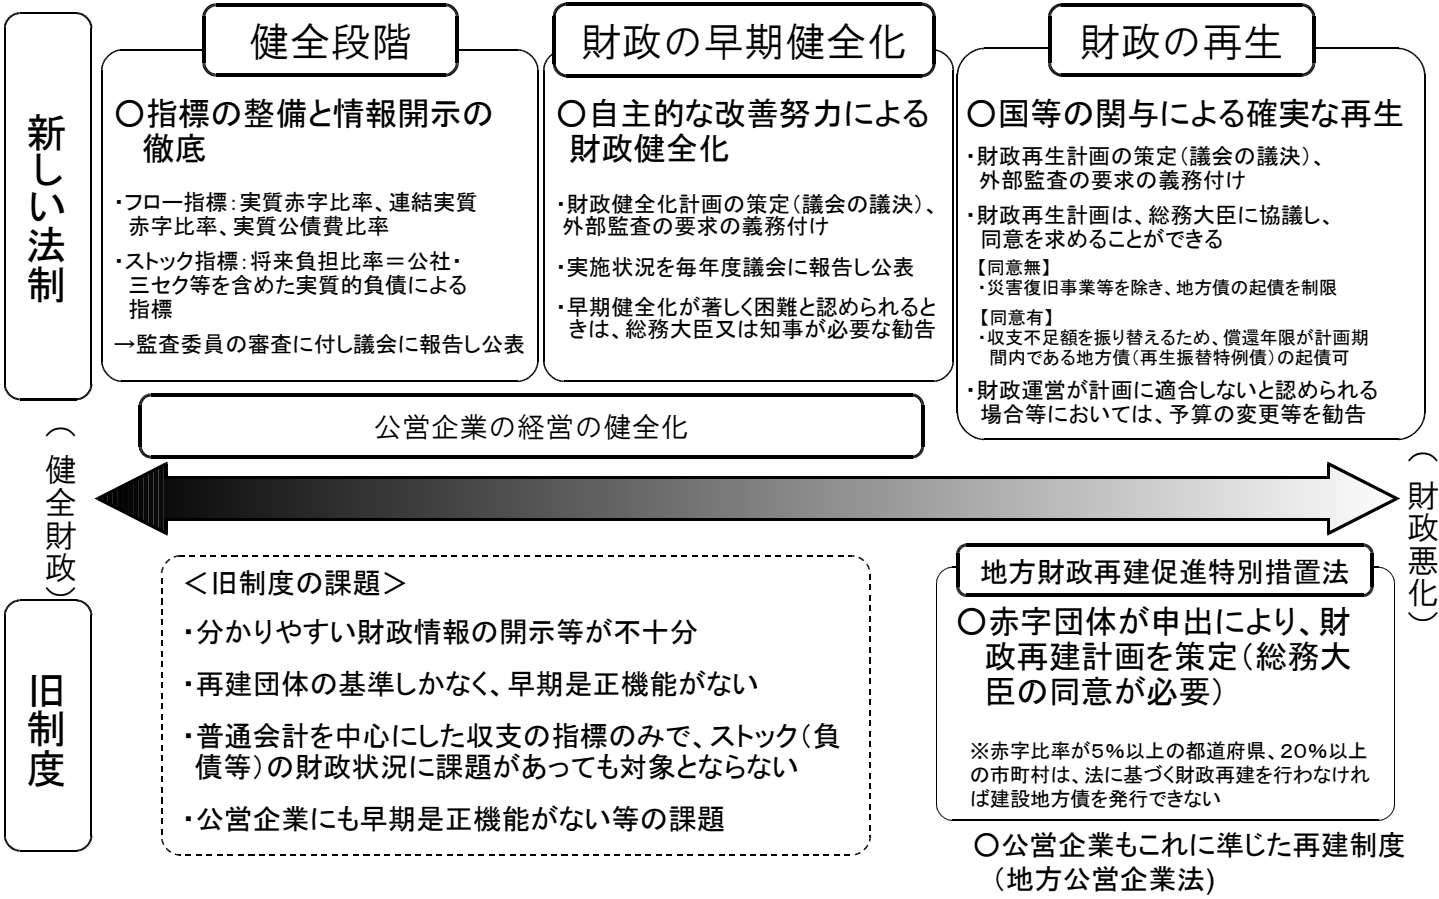 新しい法制
健全段階
〇指標の整備と情報開示の
徹底
・フロー指標：実質赤字比率、連結実質
赤字比率、実質公債費比率
・ストック指標：将来負担比率＝公社・
三セク等を含めた実質的負債による
指標
→監査委員の審査に付し議会に報告し公表
財政の早期健全化
〇自主的な改善努力による
財政健全化
・財政健全化計画の策定（議会の議決）、
外部監査の要求の義務付け
・実施状況を毎年度議会に報告し公表
・早期健全化が著しく困難と認められると
きは、総務大臣又は知事が必要な勧告
財政の再生
〇国等の関与による確実な再生
・財政再生計画の策定（議会の議決）、
外部監査の要求の義務付け
・財政再生計画は、総務大臣に協議し、
同意を求めることができる
【同意無】
・災害復旧事業等を除き、地方債の起債を制限
【同意有】
・収支不足額を振り替えるため、償還年限が計画期
間内である地方債（再生振替特例債）の起債可
・財政運営が計画に適合しないと認められる
場合等においては、予算の変更等を勧告
公営企業の経営の健全化
（健全財政）
（財政悪化）
旧制度
＜旧制度の課題＞
・分かりやすい財政情報の開示等が不十分
・再建団体の基準しかなく、早期是正機能がない
・普通会計を中心にした収支の指標のみで、ストック（負
債等）の財政状況に課題があっても対象とならない
・公営企業にも早期是正機能がない等の課題
地方財政再建促進特別措置法
〇赤字団体が申出により、財
政再建計画を策定（総務大
臣の同意が必要）
※赤字比率が5％以上の都道府県、20％以上
の市町村は、法に基づく財政再建を行わなけれ
ば建設地方債を発行できない
〇公営企業もこれに準じた再建制度
（地方公営企業法)